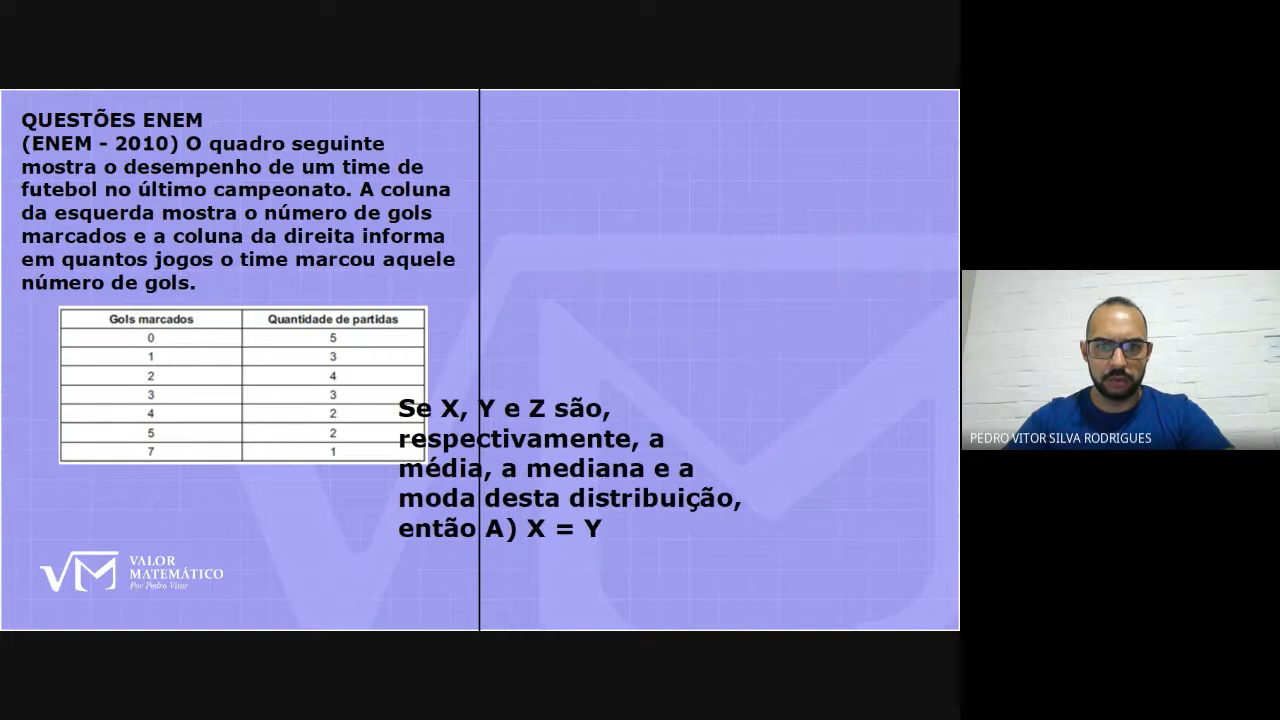 QUESTÕES ENEM
(ENEM - 2010) O quadro seguinte
mostra o desempenho de um time de
futebol no último campeonato. A coluna
da esquerda mostra o número de gols
marcados e a coluna da direita informa
em quantos jogos o time marcou aquele
número de gols.
Gols marcados Quantidade de partidas
0 5
1 3
2 4
3 3
4 2
5 2
7 1
Se X, Y e Z são,
respectivamente, a
média, a mediana e a
moda desta distribuição,
então A) X = Y
VM VALOR
MATEMÁTICO
Por Pedro Vitor
PEDRO VITOR SILVA RODRIGUES